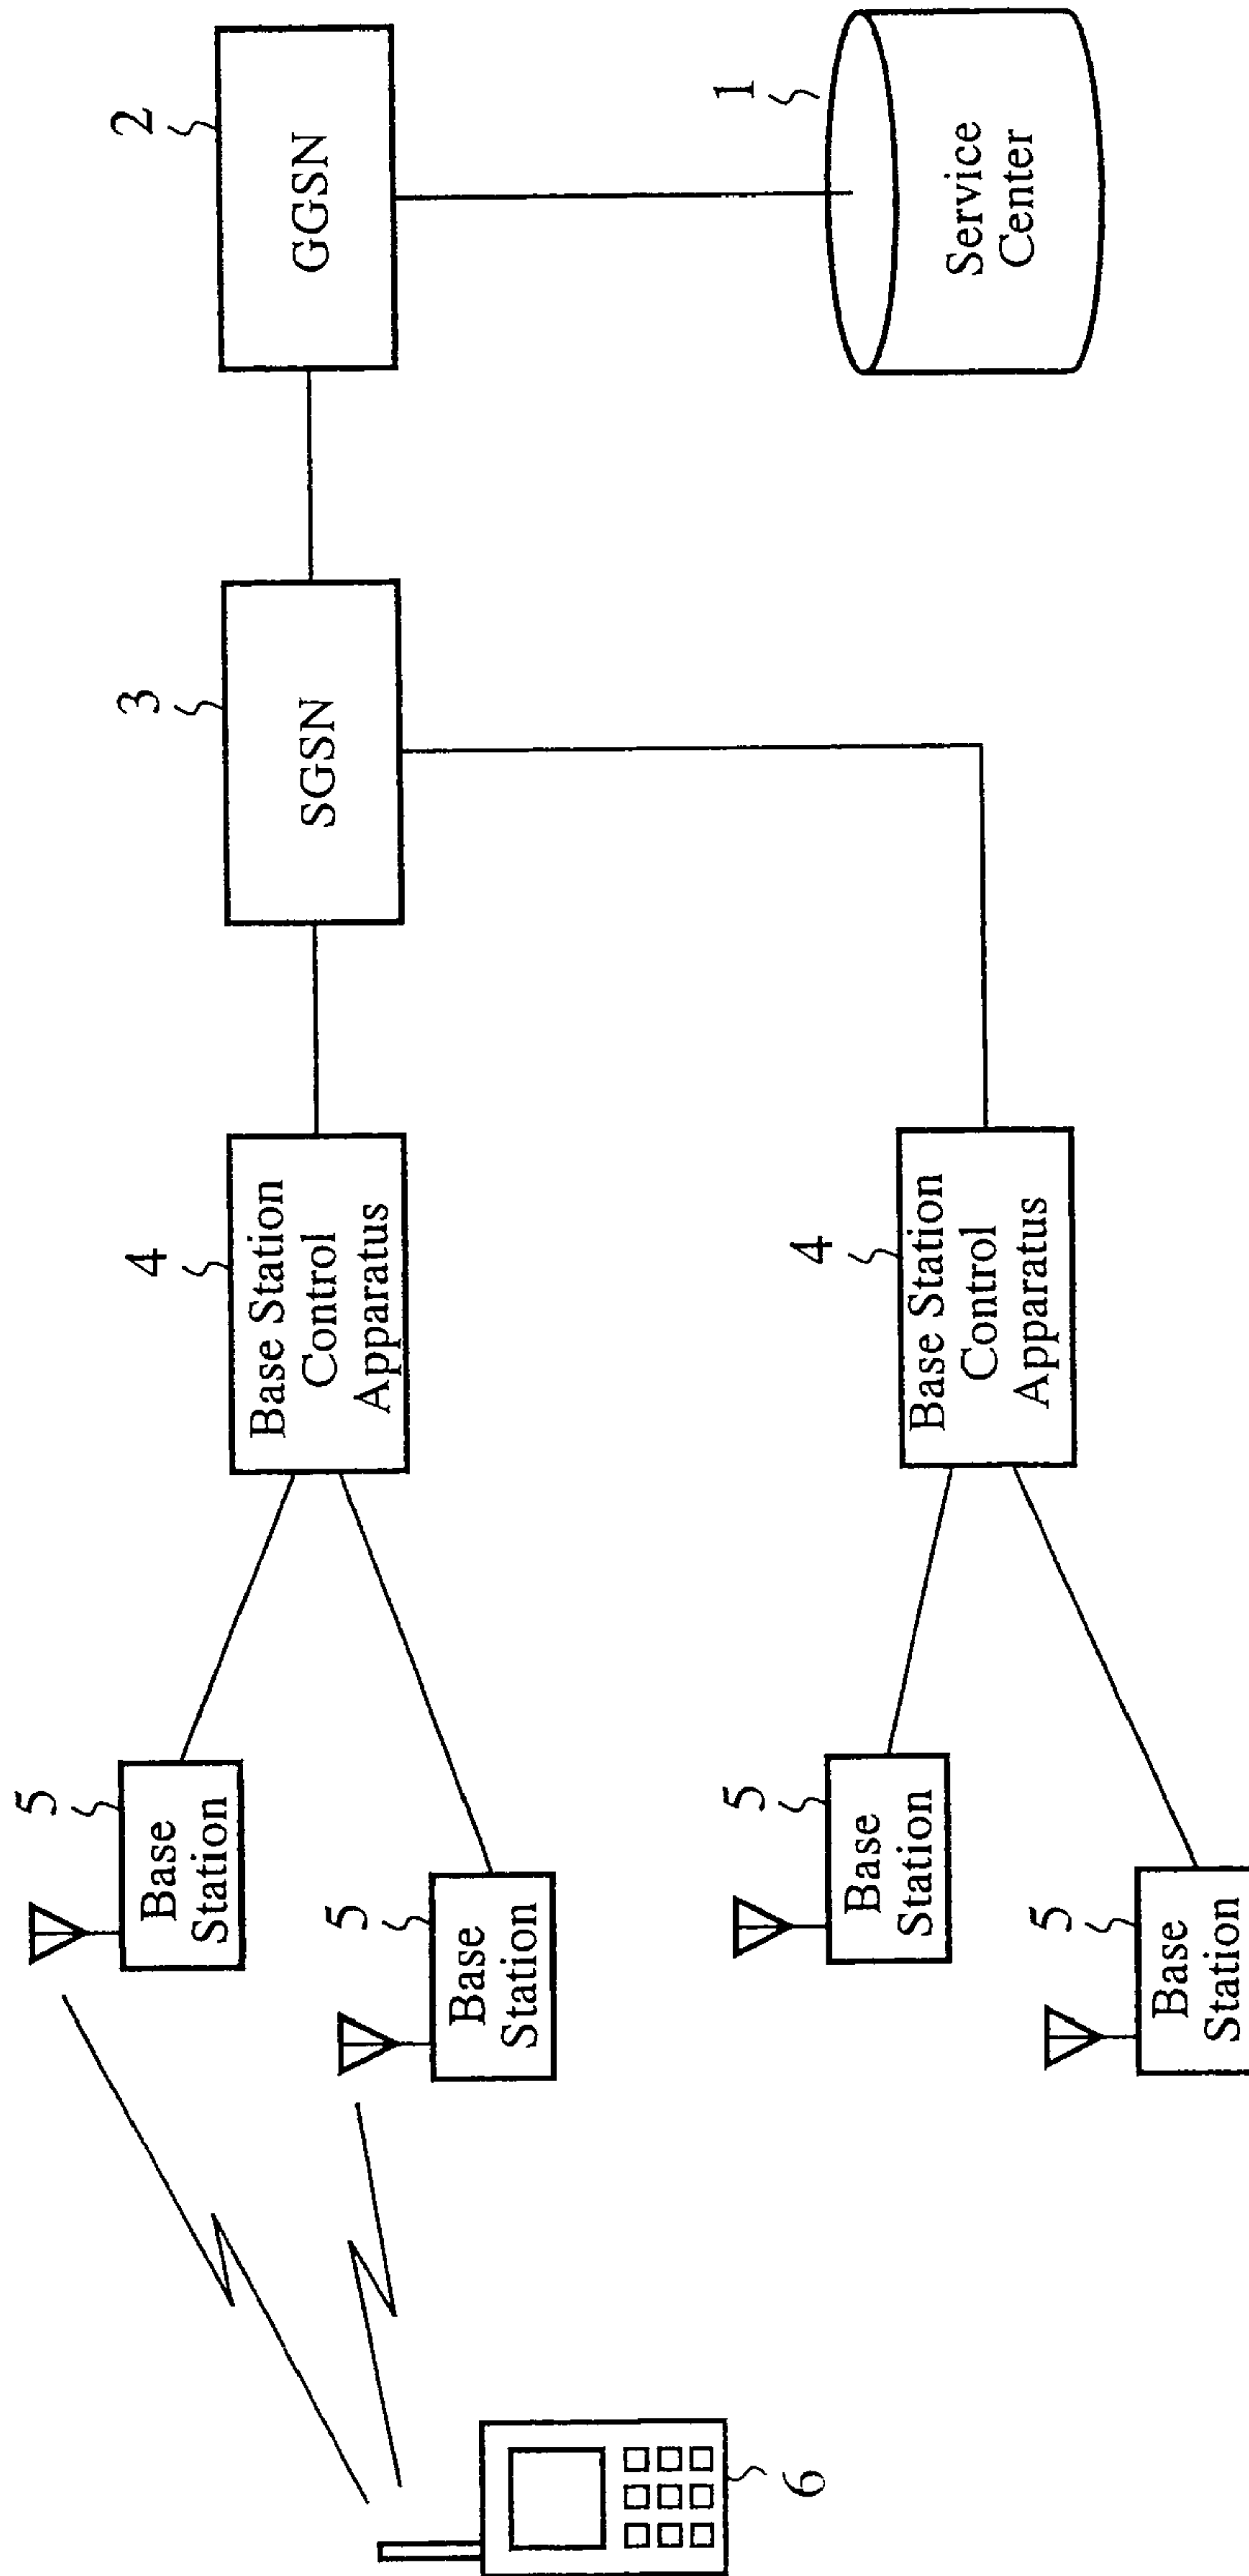 5
Base
Station
5
Base
Station
4
Base Station
Control
Apparatus
3
SGSN
2
GGSN
6
5
Base
Station
5
Base
Station
4
Base Station
Control
Apparatus
1
Service
Center